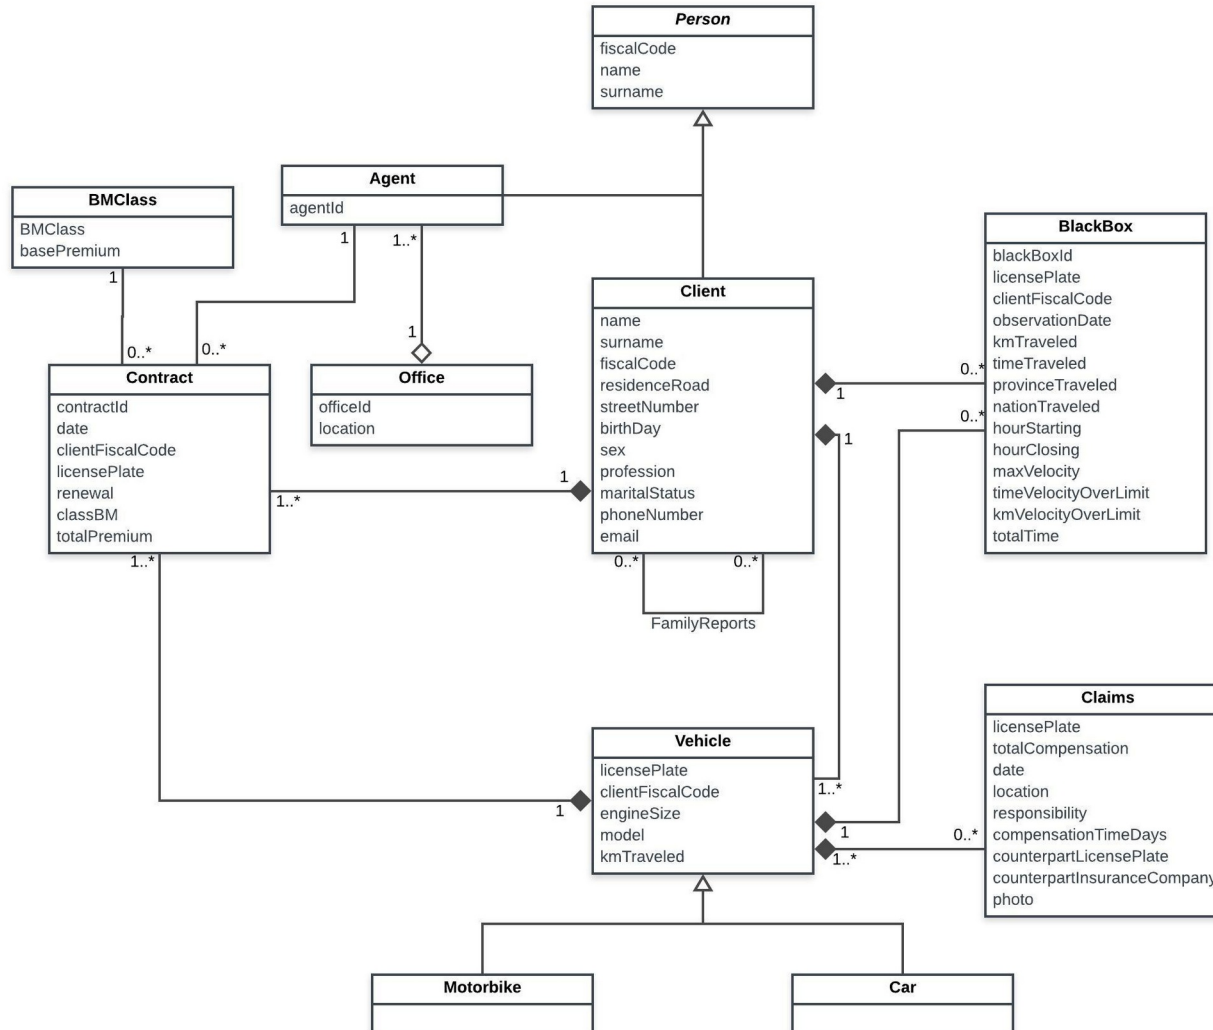 Person
fiscalCode
name
surname
Agent
agentId
1
1..*
BMClass
BMClass
basePremium
1
0..*
0..*
1
Office
officeId
location
Contract
contractId
date
clientFiscalCode
licensePlate
renewal
classBM
totalPremium
1..*
1
1..*
Client
name
surname
fiscalCode
residenceRoad
streetNumber
birthDay
sex
profession
maritalStatus
phoneNumber
email
0..*
0..*
FamilyReports
1
0..*
1
0..*
BlackBox
blackBoxId
licensePlate
clientFiscalCode
observationDate
kmTraveled
timeTraveled
provinceTraveled
nationTraveled
hourStarting
hourClosing
maxVelocity
timeVelocityOverLimit
kmVelocityOverLimit
totalTime
Vehicle
licensePlate
clientFiscalCode
engineSize
model
kmTraveled
1
1..*
1
1..*
0..*
Claims
licensePlate
totalCompensation
date
location
responsibility
compensationTimeDays
counterpartLicensePlate
counterpartInsuranceCompany
photo
Motorbike
Car